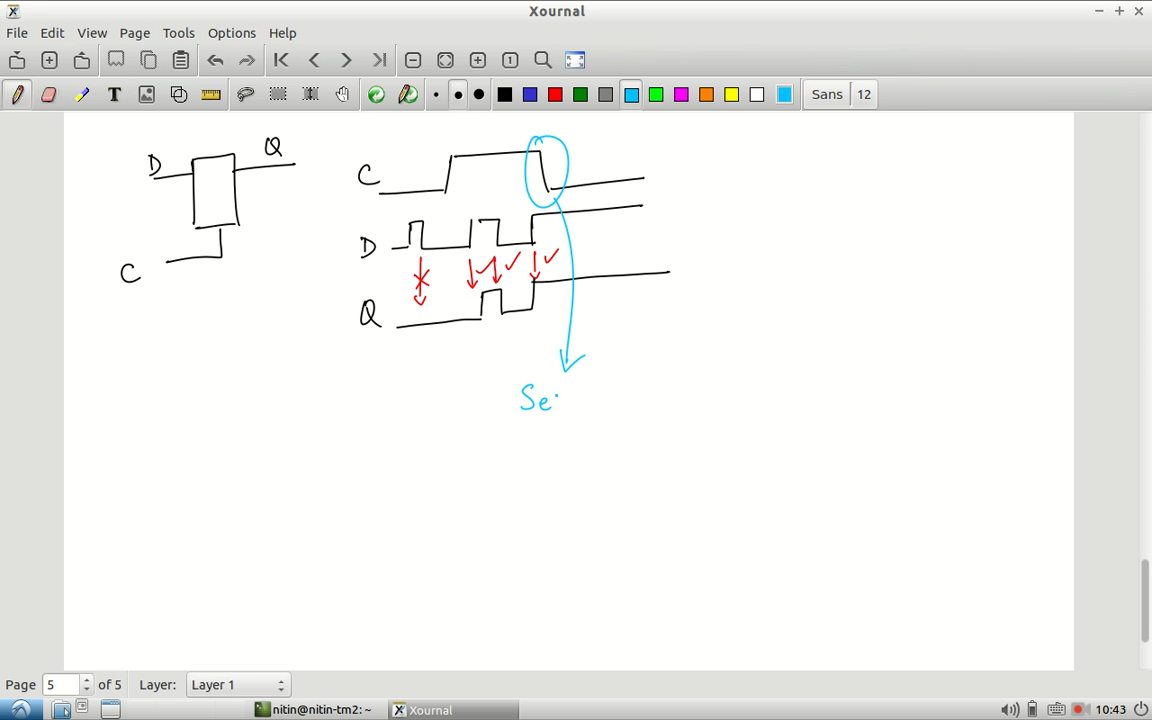 Xournal
File Edit View Page Tools Options Help
Sans 12
D Q C
C
D
Q
Se
Page 5 of 5 Layer: Layer 1
nitin@nitin-tm2: ~ Xournal 10:43